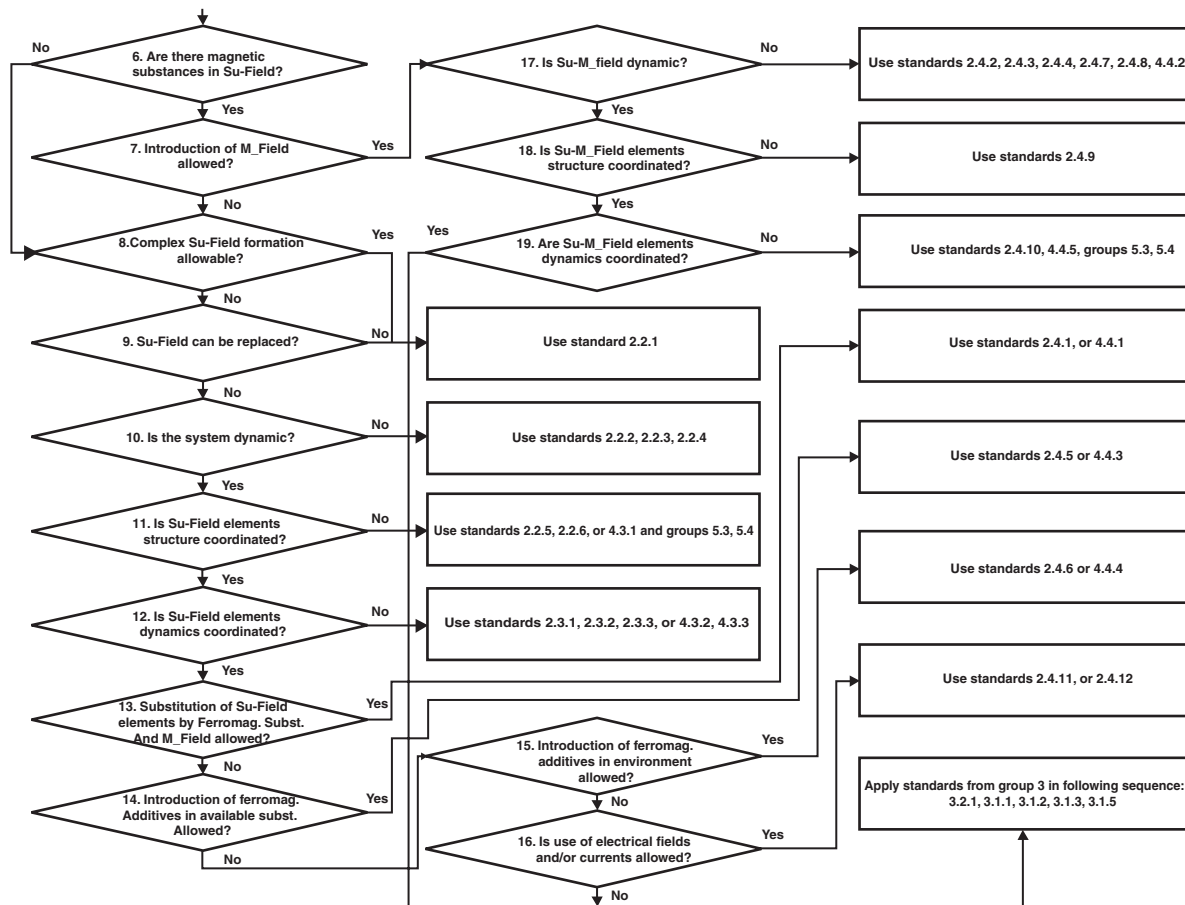 No
6. Are there magnetic
substances in Su-Field?
Yes
7. Introduction of M_Field
allowed?
Yes
No
8.Complex Su-Field formation
allowable?
Yes
No
9. Su-Field can be replaced?
No
No
10. Is the system dynamic?
No
Yes
11. Is Su-Field elements
structure coordinated?
No
Yes
12. Is Su-Field elements
dynamics coordinated?
No
Yes
13. Substitution of Su-Field
elements by Ferromag. Subst.
And M_Field allowed?
Yes
No
14. Introduction of ferromag.
Additives in available subst.
Allowed?
Yes
No
17. Is Su-M_field dynamic?
No
Yes
18. Is Su-M_Field elements
structure coordinated?
No
Yes
Yes
19. Are Su-M_Field elements
dynamics coordinated?
No
Use standard 2.2.1
Use standards 2.2.2, 2.2.3, 2.2.4
Use standards 2.2.5, 2.2.6, or 4.3.1 and groups 5.3, 5.4
Use standards 2.3.1, 2.3.2, 2.3.3, or 4.3.2, 4.3.3
15. Introduction of ferromag.
additives in environment
allowed?
Yes
No
16. Is use of electrical fields
and/or currents allowed?
Yes
No
Use standards 2.4.2, 2.4.3, 2.4.4, 2.4.7, 2.4.8, 4.4.2
Use standards 2.4.9
Use standards 2.4.10, 4.4.5, groups 5.3, 5.4
Use standards 2.4.1, or 4.4.1
Use standards 2.4.5 or 4.4.3
Use standards 2.4.6 or 4.4.4
Use standards 2.4.11, or 2.4.12
Apply standards from group 3 in following sequence:
3.2.1, 3.1.1, 3.1.2, 3.1.3, 3.1.5